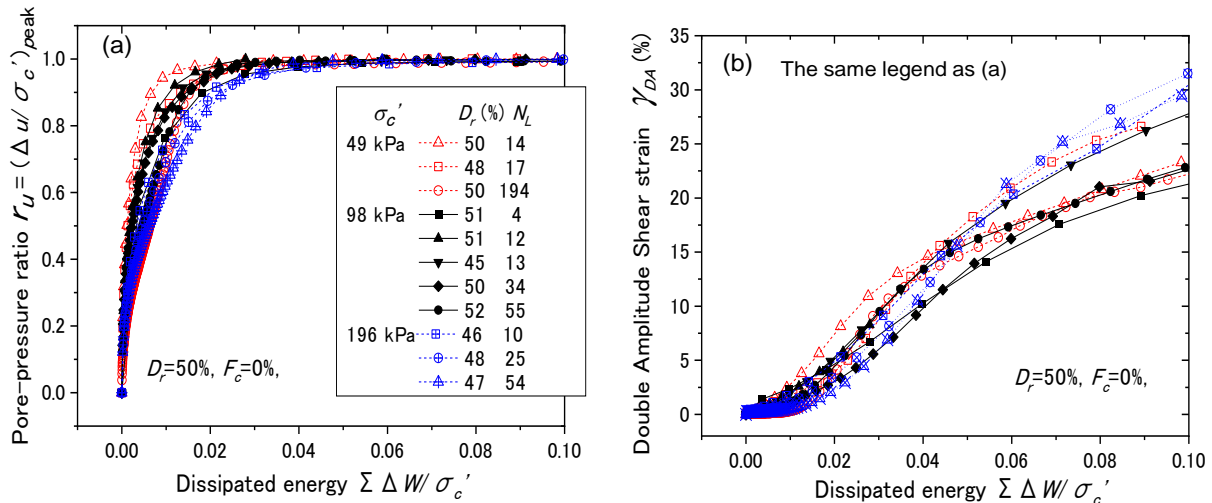 (a)
Pore-pressure ratio r_u = (Δu/σ_c')_peak
1.0
0.8
0.6
0.4
0.2
0.0
σ_c' D_r (%) N_L
49 kPa 50 14
48 17
50 194
98 kPa 51 4
51 12
45 13
50 34
52 55
196 kPa 46 10
48 25
47 54
D_r=50%, F_c=0%,
0.00 0.02 0.04 0.06 0.08 0.10
Dissipated energy ΣΔW/σ_c'
(b)
The same legend as (a)
Double Amplitude Shear strain γ_DA (%)
35
30
25
20
15
10
5
0
D_r=50%, F_c=0%,
0.00 0.02 0.04 0.06 0.08 0.10
Dissipated energy ΣΔW/σ_c'